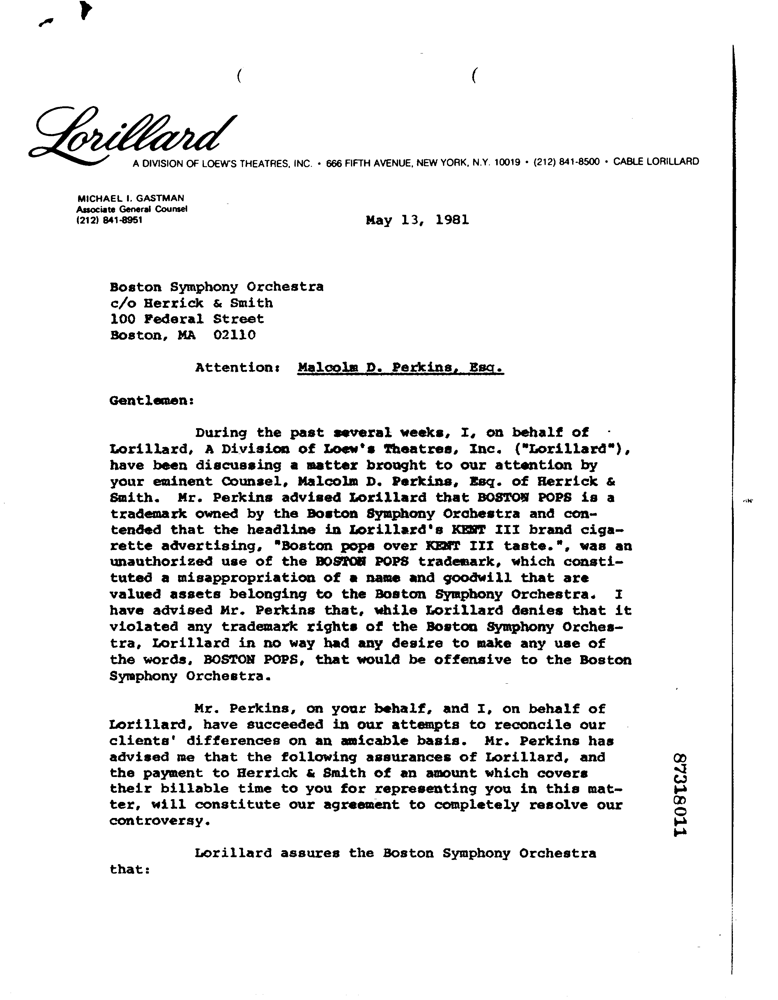 Lorillard
A DIVISION OF LOEW'S THEATRES, INC. • 666 FIFTH AVENUE, NEW YORK, N.Y. 10019 • (212) 841-8500 • CABLE LORILLARD
MICHAEL I. GASTMAN
Associate General Counsel
(212) 841-8951
May 13, 1981
Boston Symphony Orchestra
c/o Herrick & Smith
100 Federal Street
Boston, MA 02110
Attention: Malcolm D. Perkins, Esq.
Gentlemen:
During the past several weeks, I, on behalf of
Lorillard, A Division of Loew's Theatres, Inc. ("Lorillard"),
have been discussing a matter brought to our attention by
your eminent Counsel, Malcolm D. Perkins, Esq. of Herrick &
Smith. Mr. Perkins advised Lorillard that BOSTON POPS is a
trademark owned by the Boston Symphony Orchestra and con-
tended that the headline in Lorillard's KENT III brand ciga-
rette advertising, "Boston pops over KENT III taste.", was an
unauthorized use of the BOSTON POPS trademark, which consti-
tuted a misappropriation of a name and goodwill that are
valued assets belonging to the Boston Symphony Orchestra. I
have advised Mr. Perkins that, while Lorillard denies that it
violated any trademark rights of the Boston Symphony Orches-
tra, Lorillard in no way had any desire to make any use of
the words, BOSTON POPS, that would be offensive to the Boston
Symphony Orchestra.
Mr. Perkins, on your behalf, and I, on behalf of
Lorillard, have succeeded in our attempts to reconcile our
clients' differences on an amicable basis. Mr. Perkins has
advised me that the following assurances of Lorillard, and
the payment to Herrick & Smith of an amount which covers
their billable time to you for representing you in this mat-
ter, will constitute our agreement to completely resolve our
controversy.
Lorillard assures the Boston Symphony Orchestra
that:
87318011